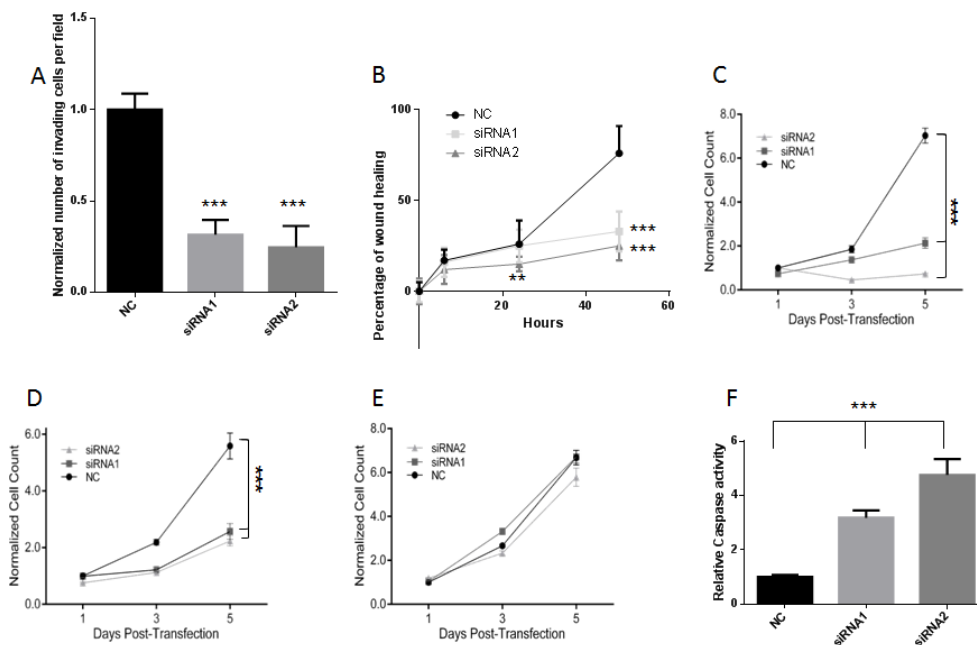 A
Normalized number of invading cells per field
1.5
1.0
0.5
0.0
***
***
NC
siRNA1
siRNA2
B
Percentage of wound healing
100
50
0
NC
siRNA1
siRNA2
***
***
**
20
40
60
Hours
C
Normalized Cell Count
8.0
6.0
4.0
2.0
0.0
siRNA2
siRNA1
NC
***
1
3
5
Days Post-Transfection
D
Normalized Cell Count
6.0
4.0
2.0
0.0
siRNA2
siRNA1
NC
***
1
3
5
Days Post-Transfection
E
Normalized Cell Count
8.0
6.0
4.0
2.0
0.0
siRNA2
siRNA1
NC
1
3
5
Days Post-Transfection
F
Relative Caspase activity
6
4
2
0
***
NC
siRNA1
siRNA2